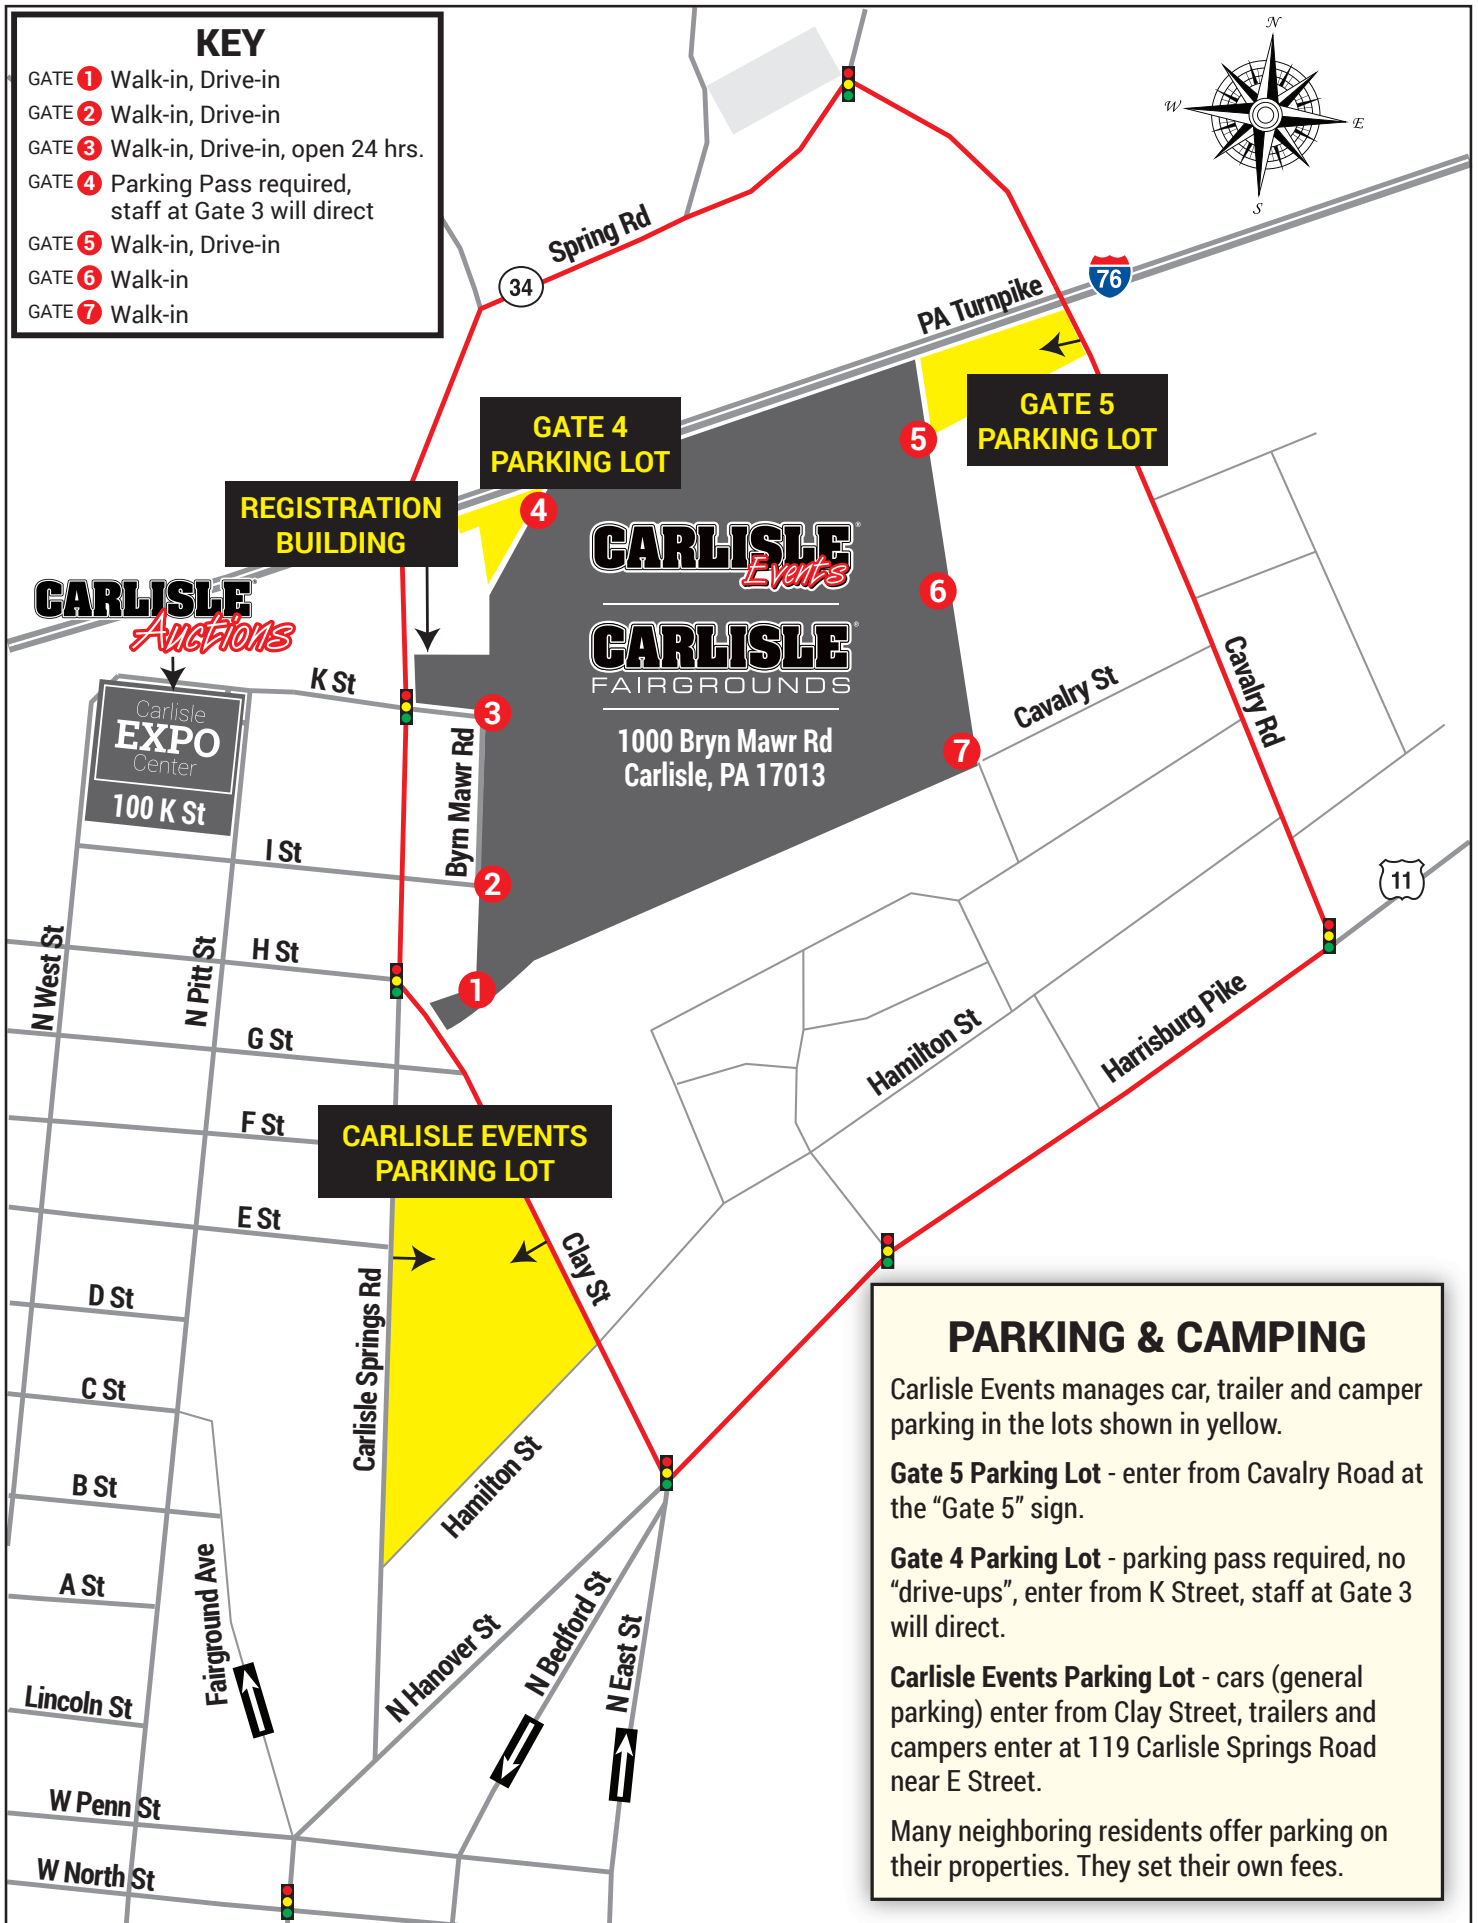 KEY
GATE 1 Walk-in, Drive-in
GATE 2 Walk-in, Drive-in
GATE 3 Walk-in, Drive-in, open 24 hrs.
GATE 4 Parking Pass required,
staff at Gate 3 will direct
GATE 5 Walk-in, Drive-in
GATE 6 Walk-in
GATE 7 Walk-in
N
W
E
S
Spring Rd
34
PA Turnpike
76
GATE 5
PARKING LOT
GATE 4
PARKING LOT
5
4
REGISTRATION
BUILDING
CARLISLE
Events
CARLISLE
FAIRGROUNDS
1000 Bryn Mawr Rd
Carlisle, PA 17013
6
CARLISLE
Auctions
K St
Carlisle
EXPO
Center
100 K St
3
Byrn Mawr Rd
7
Cavalry St
Cavalry Rd
I St
2
11
N West St
N Pitt St
H St
1
G St
Hamilton St
Harrisburg Pike
F St
CARLISLE EVENTS
PARKING LOT
E St
Clay St
Carlisle Springs Rd
D St
C St
Hamilton St
B St
A St
Fairground Ave
N Hanover St
N Bedford St
N East St
Lincoln St
W Penn St
W North St
PARKING & CAMPING
Carlisle Events manages car, trailer and camper
parking in the lots shown in yellow.
Gate 5 Parking Lot - enter from Cavalry Road at
the “Gate 5” sign.
Gate 4 Parking Lot - parking pass required, no
“drive-ups”, enter from K Street, staff at Gate 3
will direct.
Carlisle Events Parking Lot - cars (general
parking) enter from Clay Street, trailers and
campers enter at 119 Carlisle Springs Road
near E Street.
Many neighboring residents offer parking on
their properties. They set their own fees.